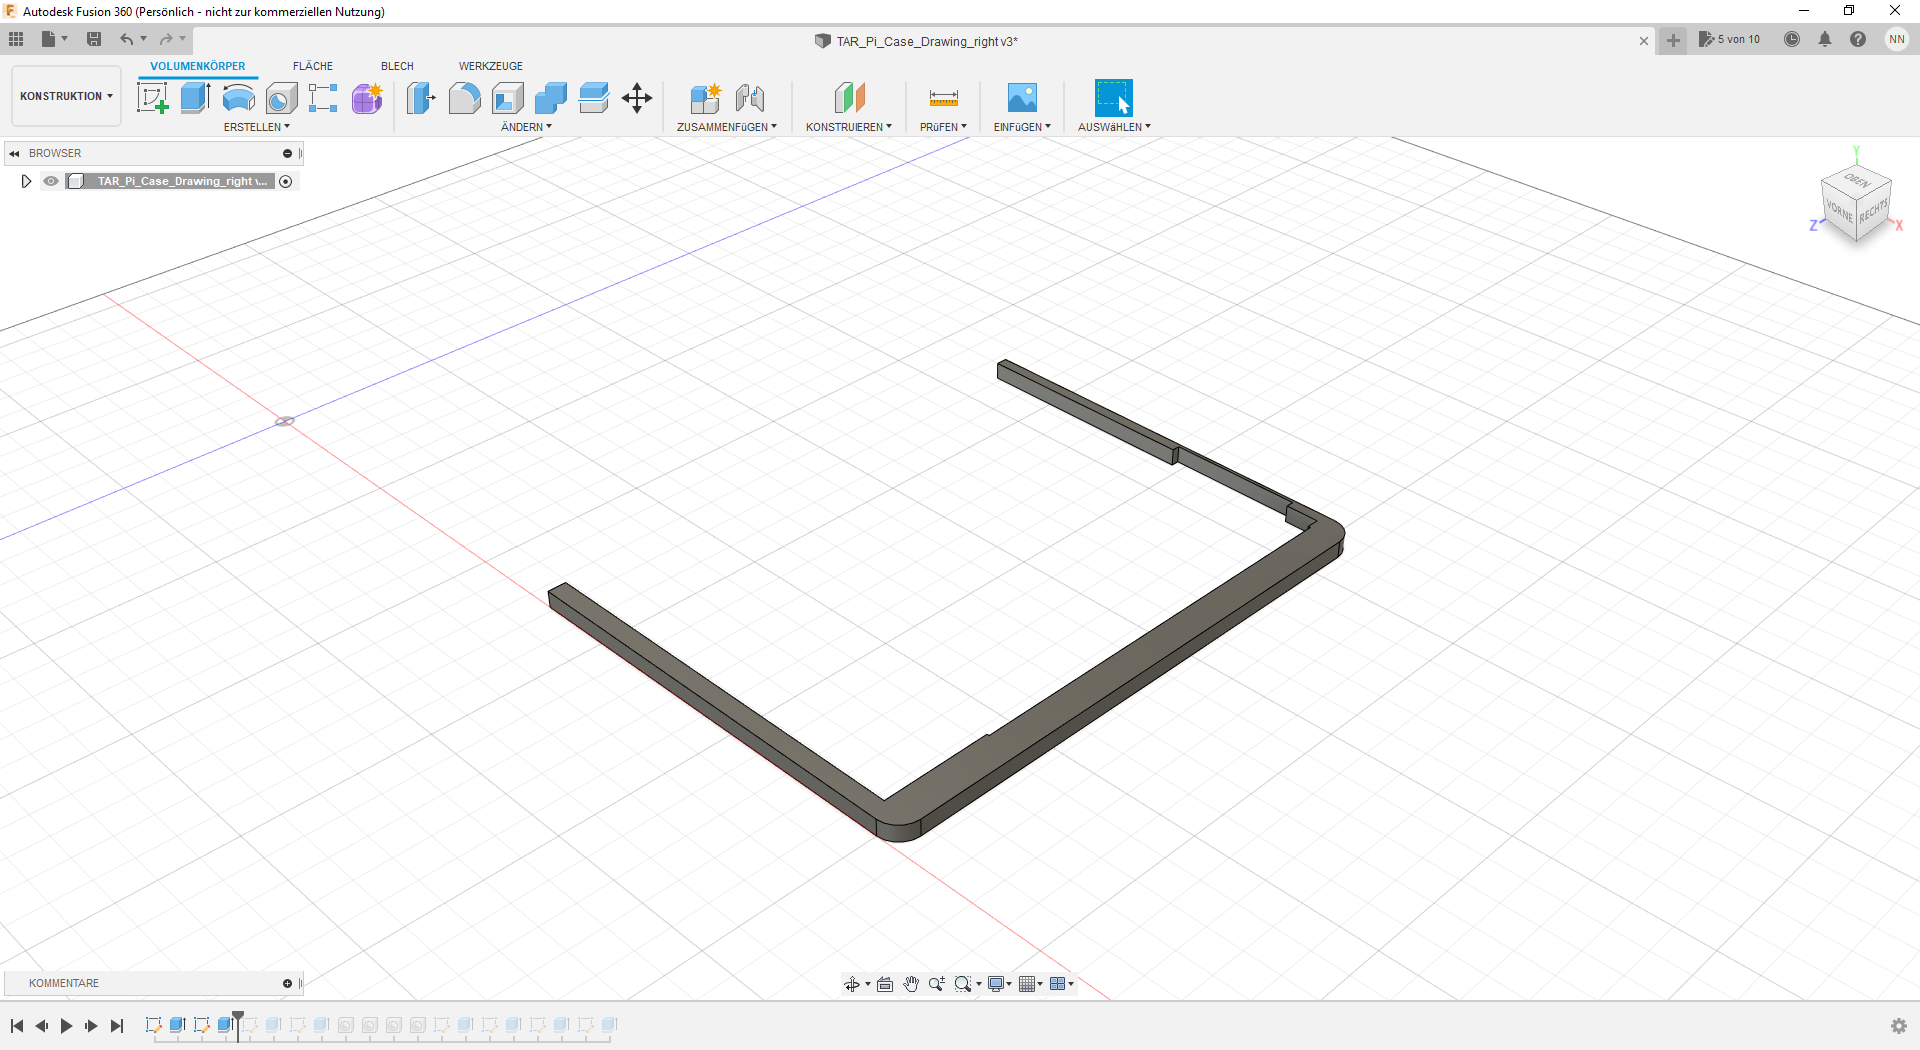 Autodesk Fusion 360 (Persönlich - nicht zur kommerziellen Nutzung)
TAR_Pi_Case_Drawing_right v3*
5 von 10
NN
KONSTRUKTION
VOLUMENKÖRPER
FLÄCHE
BLECH
WERKZEUGE
ERSTELLEN
ÄNDERN
ZUSAMMENFüGEN
KONSTRUIEREN
PRüFEN
EINFüGEN
AUSWäHLEN
BROWSER
TAR_Pi_Case_Drawing_right v...
Y
OBEN
VORNE
RECHTS
Z
X
KOMMENTARE